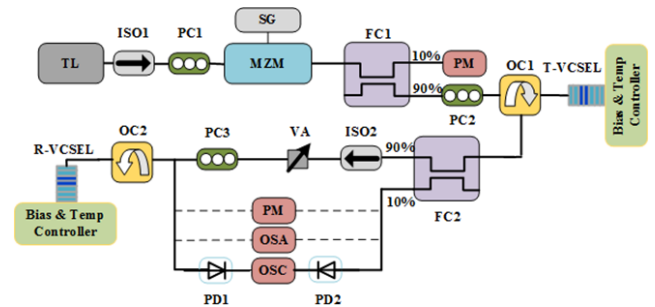 SG
ISO1
PC1
FC1
TL
MZM
10%
PM
OC1
T-VCSEL
90%
PC2
Bias & Temp
Controller
OC2
PC3
VA
ISO2
R-VCSEL
90%
FC2
10%
Bias & Temp
Controller
PM
OSA
OSC
PD1
PD2